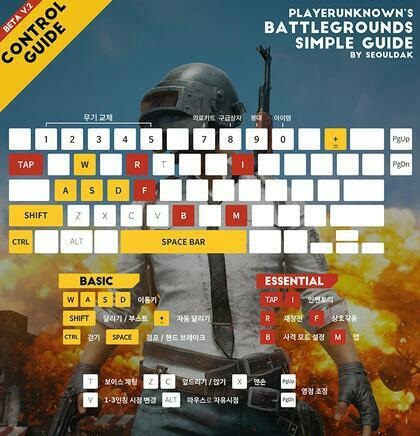 BETA V.2
CONTROL
GUIDE
PLAYERUNKNOWN'S
BATTLEGROUNDS
SIMPLE GUIDE
BY SEOULDAK
무기 교체
의료키트 구급상자 붕대 아이템
1 2 3 4 5 7 8 9 0 + = PgUp
TAP W R T I PgDn
A S D F
SHIFT Z X C V B M
CTRL ALT SPACE BAR
BASIC
W A S D 이동키
SHIFT 달리기 / 부스트 + = 자동 달리기
CTRL 걷기 SPACE 점프 / 핸드 브레이크
ESSENTIAL
TAP I 인벤토리
R 재장전 F 상호작용
B 사격 모드 설정 M 맵
T 보이스 채팅 Z C 엎드리기 / 앉기 X 맨손 PgUp
영점 조정
V 1-3인칭 시점 변경 ALT 마우스로 자유시점 PgDn